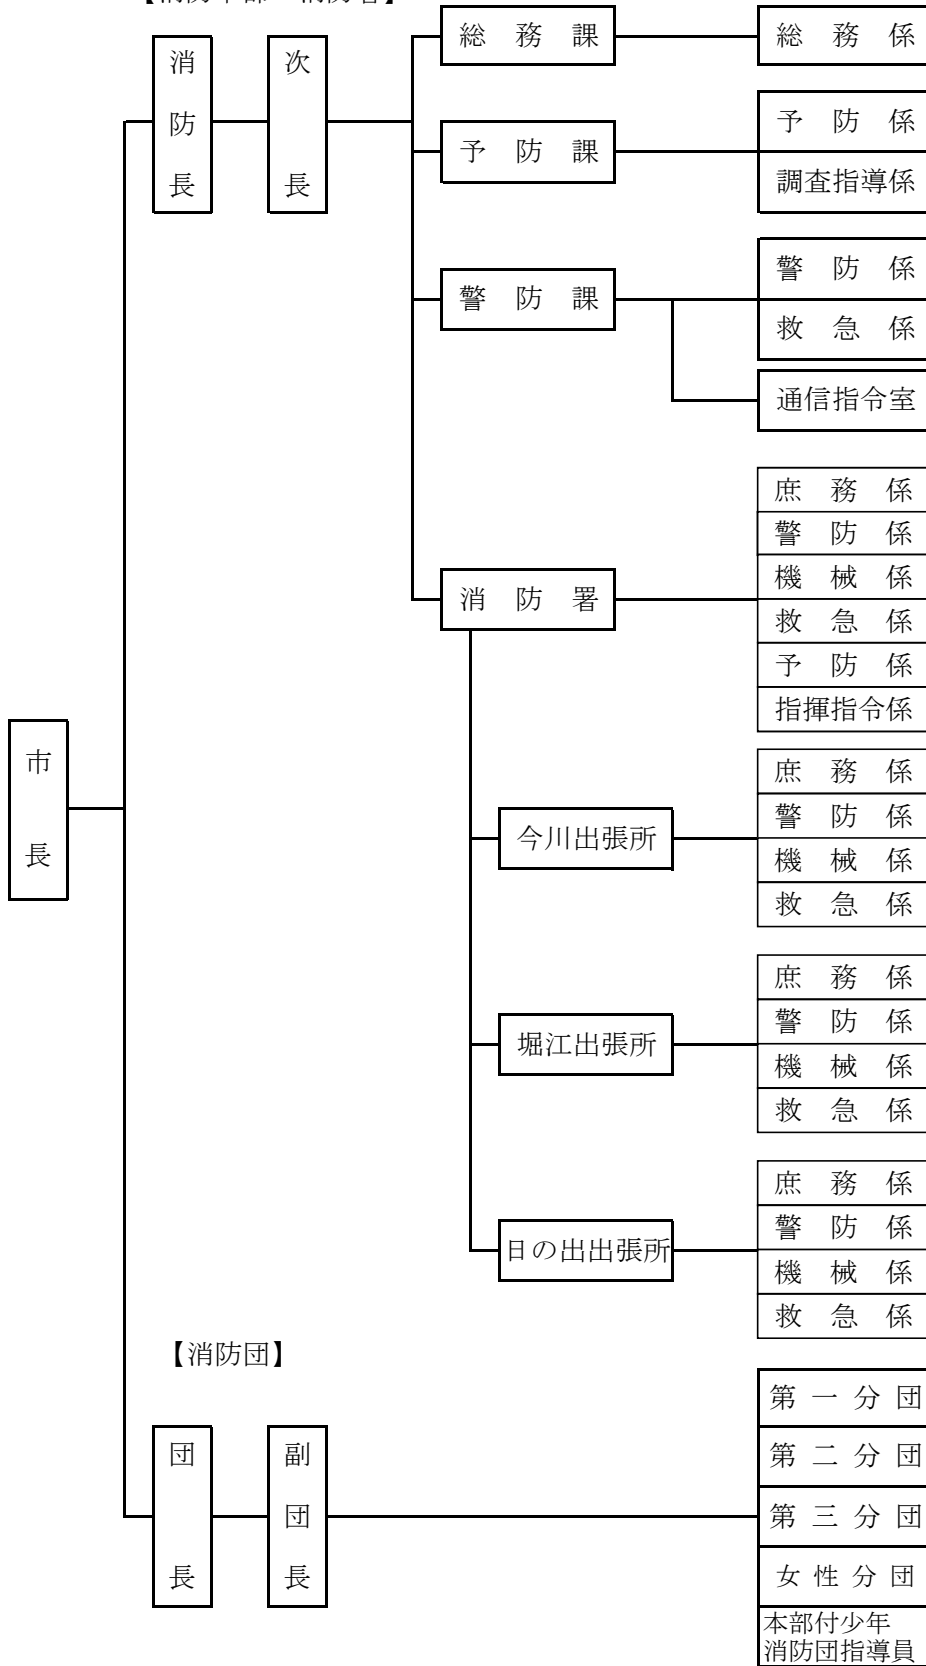 総務課
総務係
消防長
次長
予防課
予防係
調査指導係
警防課
警防係
救急係
通信指令室
消防署
庶務係
警防係
機械係
救急係
予防係
指揮指令係
市長
今川出張所
庶務係
警防係
機械係
救急係
堀江出張所
庶務係
警防係
機械係
救急係
日の出出張所
庶務係
警防係
機械係
救急係
【消防団】
団長
副団長
第一分団
第二分団
第三分団
女性分団
本部付少年
消防団指導員